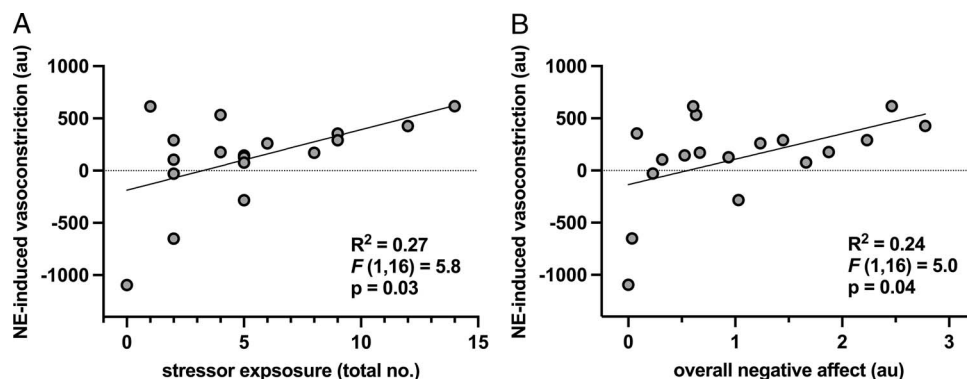 A
NE-induced vasoconstriction (au)
1000
500
0
-500
-1000
R² = 0.27
F (1,16) = 5.8
p = 0.03
0 5 10 15
stressor expsosure (total no.)
B
NE-induced vasoconstriction (au)
1000
500
0
-500
-1000
R² = 0.24
F (1,16) = 5.0
p = 0.04
0 1 2 3
overall negative affect (au)